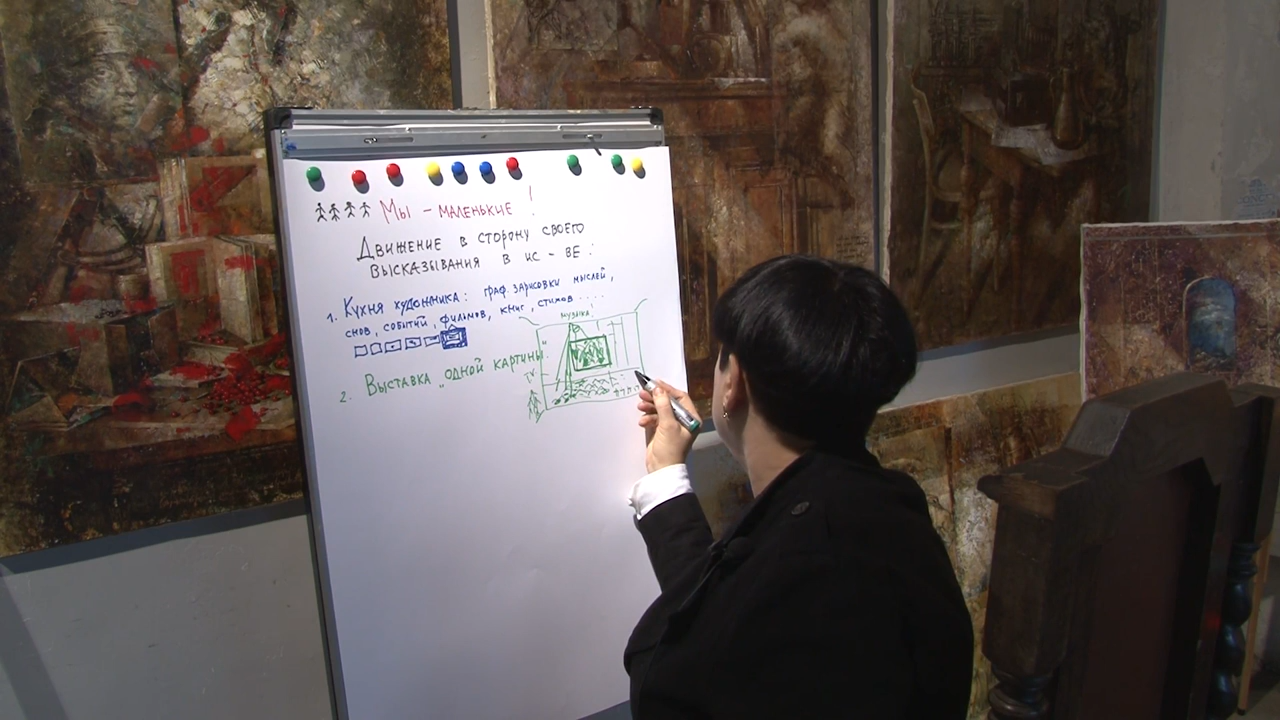 Мы - маленькие!
Движение в сторону своего
высказывания в ис - ве:
1. Кухня художника: граф. зарисовки мыслей,
снов, событий, фильмов, книг, стихов ....
музыка!
2. Выставка „одной картины"
TV